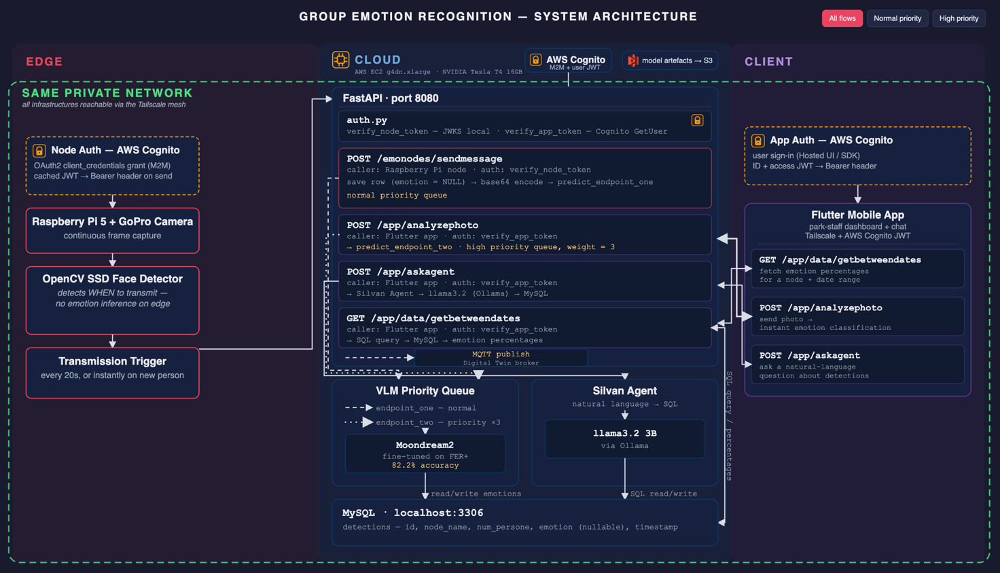 GROUP EMOTION RECOGNITION — SYSTEM ARCHITECTURE
All flows
Normal priority
High priority
EDGE
CLOUD
AWS EC2 g4dn.xlarge · NVIDIA Tesla T4 16GB
AWS Cognito
M2M + user JWT
model artefacts → S3
CLIENT
SAME PRIVATE NETWORK
all infrastructures reachable via the Tailscale mesh
Node Auth — AWS Cognito
OAuth2 client_credentials grant (M2M)
cached JWT → Bearer header on send
Raspberry Pi 5 + GoPro Camera
continuous frame capture
OpenCV SSD Face Detector
detects WHEN to transmit —
no emotion inference on edge
Transmission Trigger
every 20s, or instantly on new person
FastAPI · port 8080
auth.py
verify_node_token — JWKS local · verify_app_token — Cognito GetUser
POST /emonodes/sendmessage
caller: Raspberry Pi node · auth: verify_node_token
save row (emotion = NULL) → base64 encode → predict_endpoint_one
normal priority queue
POST /app/analyzephoto
caller: Flutter app · auth: verify_app_token
→ predict_endpoint_two · high priority queue, weight = 3
POST /app/askagent
caller: Flutter app · auth: verify_app_token
→ Silvan Agent → llama3.2 (Ollama) → MySQL
GET /app/data/getbetweendates
caller: Flutter app · auth: verify_app_token
→ SQL query → MySQL → emotion percentages
MQTT publish
Digital Twin broker
VLM Priority Queue
endpoint_one — normal
endpoint_two — priority ×3
Moondream2
fine-tuned on FER+
82.2% accuracy
read/write emotions
Silvan Agent
natural language → SQL
llama3.2 3B
via Ollama
SQL read/write
SQL query / percentages
MySQL · localhost:3306
detections — id, node_name, num_persone, emotion (nullable), timestamp
App Auth — AWS Cognito
user sign-in (Hosted UI / SDK)
ID + access JWT → Bearer header
Flutter Mobile App
park-staff dashboard + chat
Tailscale + AWS Cognito JWT
GET /app/data/getbetweendates
fetch emotion percentages
for a node + date range
POST /app/analyzephoto
send photo →
instant emotion classification
POST /app/askagent
ask a natural-language
question about detections